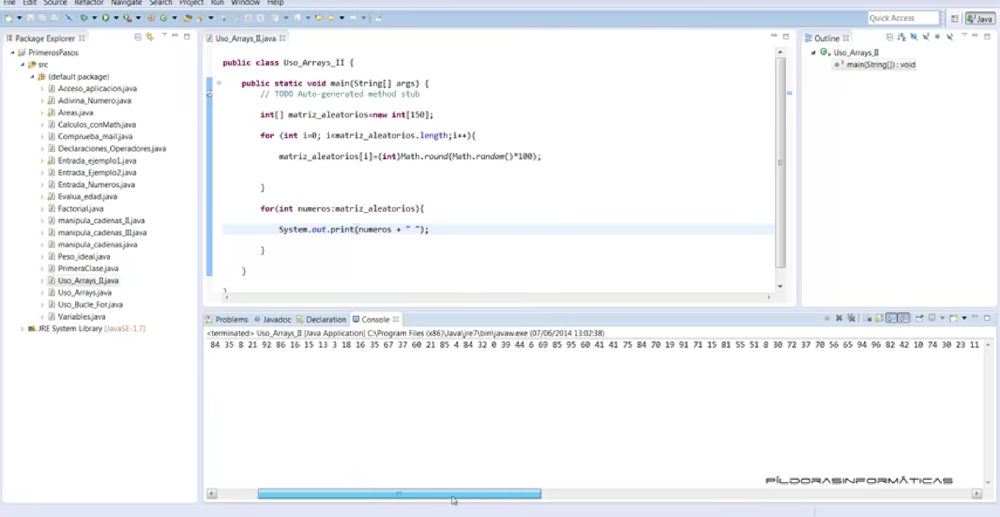 File Edit Source Refactor Navigate Search Project Run Window Help
Quick Access
Java
Package Explorer
PrimerosPasos
src
(default package)
Acceso_aplicacion.java
Adivina_Numero.java
Areas.java
Calculos_conMath.java
Comprueba_mail.java
Declaraciones_Operadores.java
Entrada_ejemplo1.java
Entrada_Ejemplo2.java
Entrada_Numeros.java
Evalua_edad.java
Factorial.java
manipula_cadenas_II.java
manipula_cadenas_III.java
manipula_cadenas.java
Peso_ideal.java
PrimeraClase.java
Uso_Arrays_II.java
Uso_Arrays.java
Uso_Bucle_For.java
Variables.java
JRE System Library [JavaSE-1.7]
Uso_Arrays_II.java
public class Uso_Arrays_II {
public static void main(String[] args) {
// TODO Auto-generated method stub
int[] matriz_aleatorios=new int[150];
for (int i=0; i<matriz_aleatorios.length;i++){
matriz_aleatorios[i]=(int)Math.round(Math.random()*100);
}
for(int numeros:matriz_aleatorios){
System.out.print(numeros + " ");
}
}
}
Outline
Uso_Arrays_II
main(String[]) : void
Problems Javadoc Declaration Console
<terminated> Uso_Arrays_II [Java Application] C:\Program Files (x86)\Java\jre7\bin\javaw.exe (07/06/2014 13:02:38)
84 35 8 21 92 86 16 15 13 3 18 16 35 67 37 60 21 85 4 84 32 0 39 44 6 69 85 95 60 41 41 75 84 70 19 91 71 15 81 55 51 8 30 72 37 70 56 65 94 96 82 42 10 74 30 23 11
PÍLDORASINFORMÁTICAS